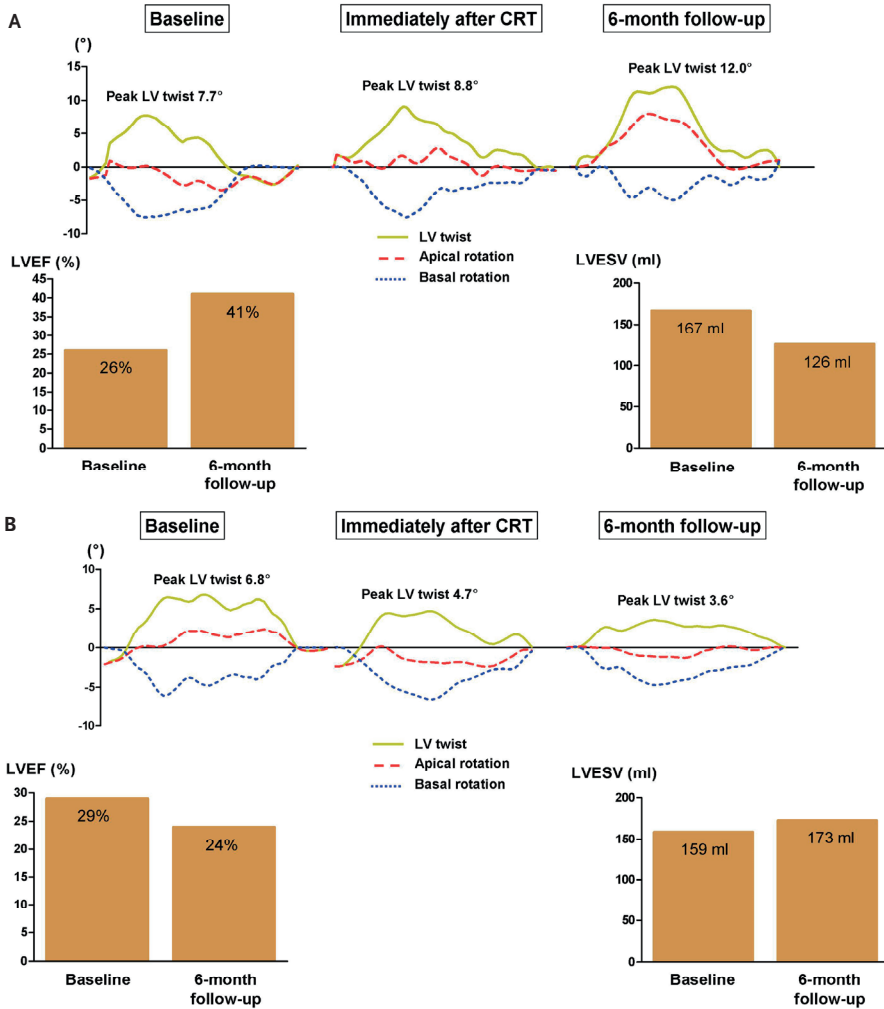 A
Baseline
Immediately after CRT
6-month follow-up
(°)
15
10
5
0
-5
-10
Peak LV twist 7.7°
Peak LV twist 8.8°
Peak LV twist 12.0°
LV twist
Apical rotation
Basal rotation
LVEF (%)
45
40
35
30
25
20
15
10
5
0
26%
41%
Baseline
6-month
follow-up
LVESV (ml)
200
150
100
50
0
167 ml
126 ml
Baseline
6-month
follow-up
B
Baseline
Immediately after CRT
6-month follow-up
(°)
10
5
0
-5
-10
Peak LV twist 6.8°
Peak LV twist 4.7°
Peak LV twist 3.6°
LV twist
Apical rotation
Basal rotation
LVEF (%)
30
25
20
15
10
5
0
29%
24%
Baseline
6-month
follow-up
LVESV (ml)
200
150
100
50
0
159 ml
173 ml
Baseline
6-month
follow-up